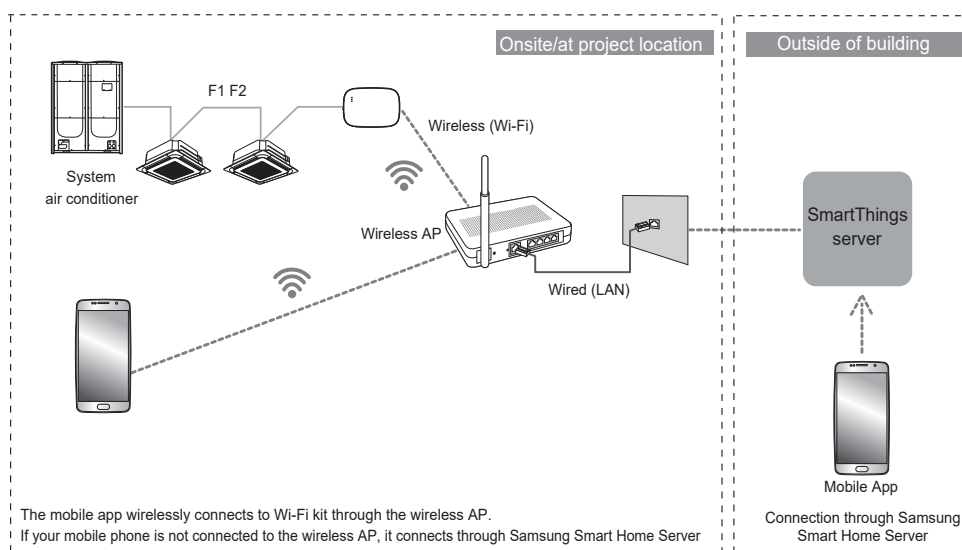 Onsite/at project location
Outside of building
F1 F2
Wireless (Wi-Fi)
System
air conditioner
Wireless AP
SmartThings
server
Wired (LAN)
Mobile App
The mobile app wirelessly connects to Wi-Fi kit through the wireless AP.
If your mobile phone is not connected to the wireless AP, it connects through Samsung Smart Home Server
Connection through Samsung
Smart Home Server